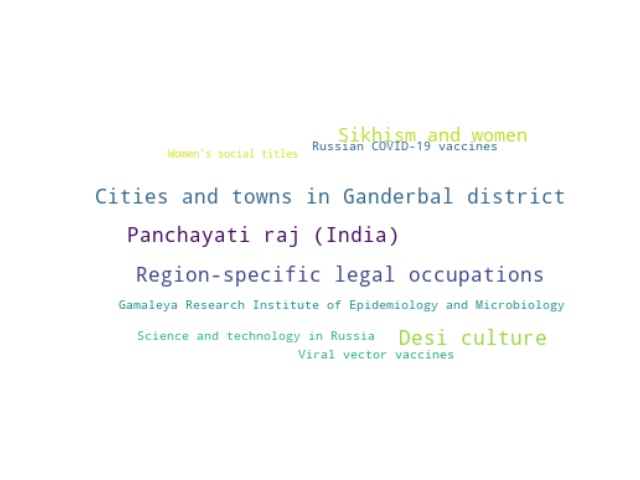 Sikhism and women
Russian COVID-19 vaccines
Women's social titles
Cities and towns in Ganderbal district
Panchayati raj (India)
Region-specific legal occupations
Gamaleya Research Institute of Epidemiology and Microbiology
Science and technology in Russia
Desi culture
Viral vector vaccines